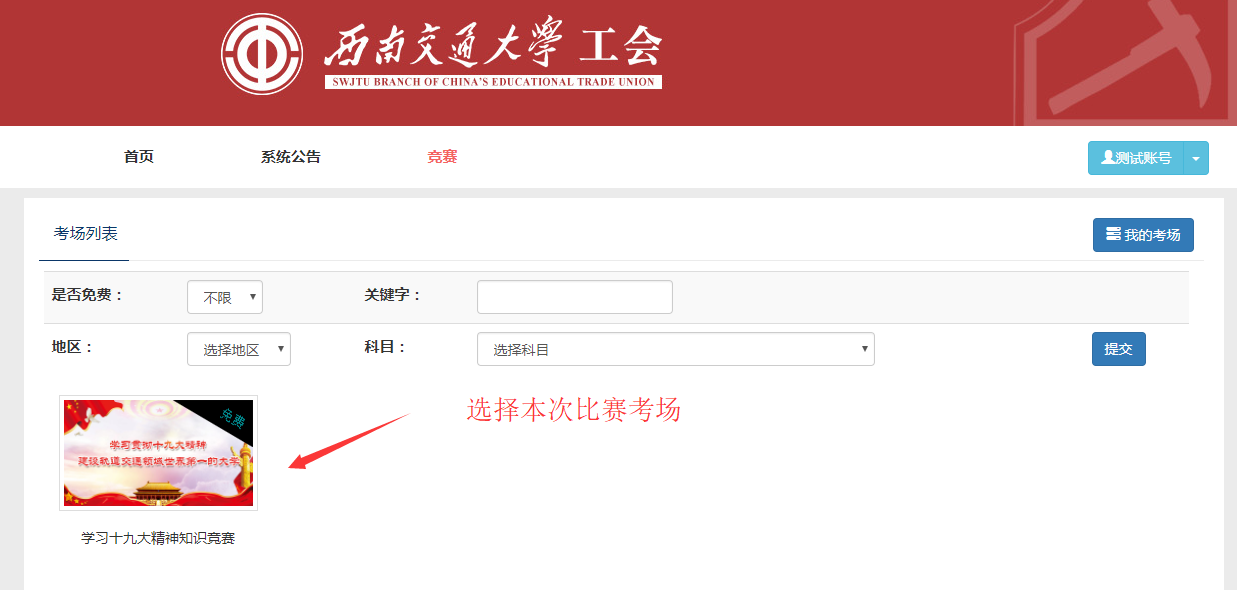 西南交通大学 工会
SWJTU BRANCH OF CHINA'S EDUCATIONAL TRADE UNION
首页 系统公告 竞赛 测试账号
考场列表 我的考场
是否免费： 不限 关键字：
地区： 选择地区 科目： 选择科目 提交
选择本次比赛考场
免费
学习贯彻十九大精神
建设轨道交通领域世界第一的大学
学习十九大精神知识竞赛